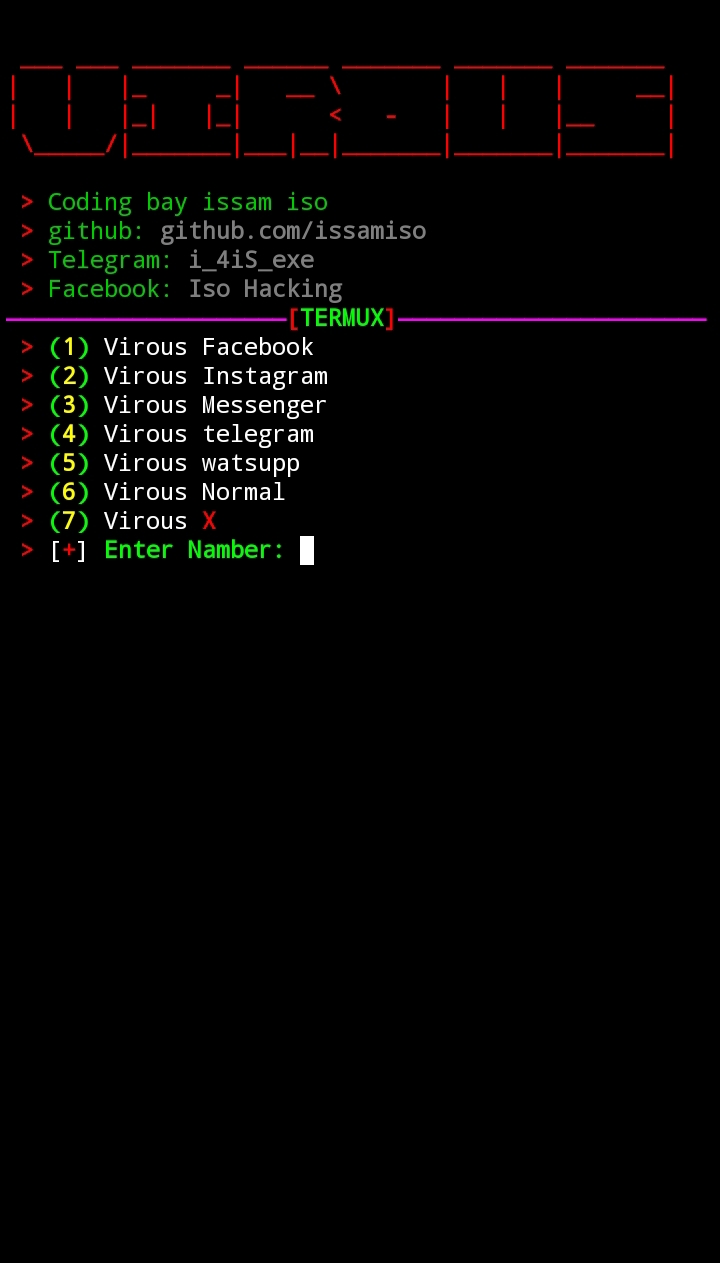 VIROUS
> Coding bay issam iso
> github: github.com/issamiso
> Telegram: i_4iS_exe
> Facebook: Iso Hacking
[TERMUX]
> (1) Virous Facebook
> (2) Virous Instagram
> (3) Virous Messenger
> (4) Virous telegram
> (5) Virous watsupp
> (6) Virous Normal
> (7) Virous X
> [+] Enter Namber: